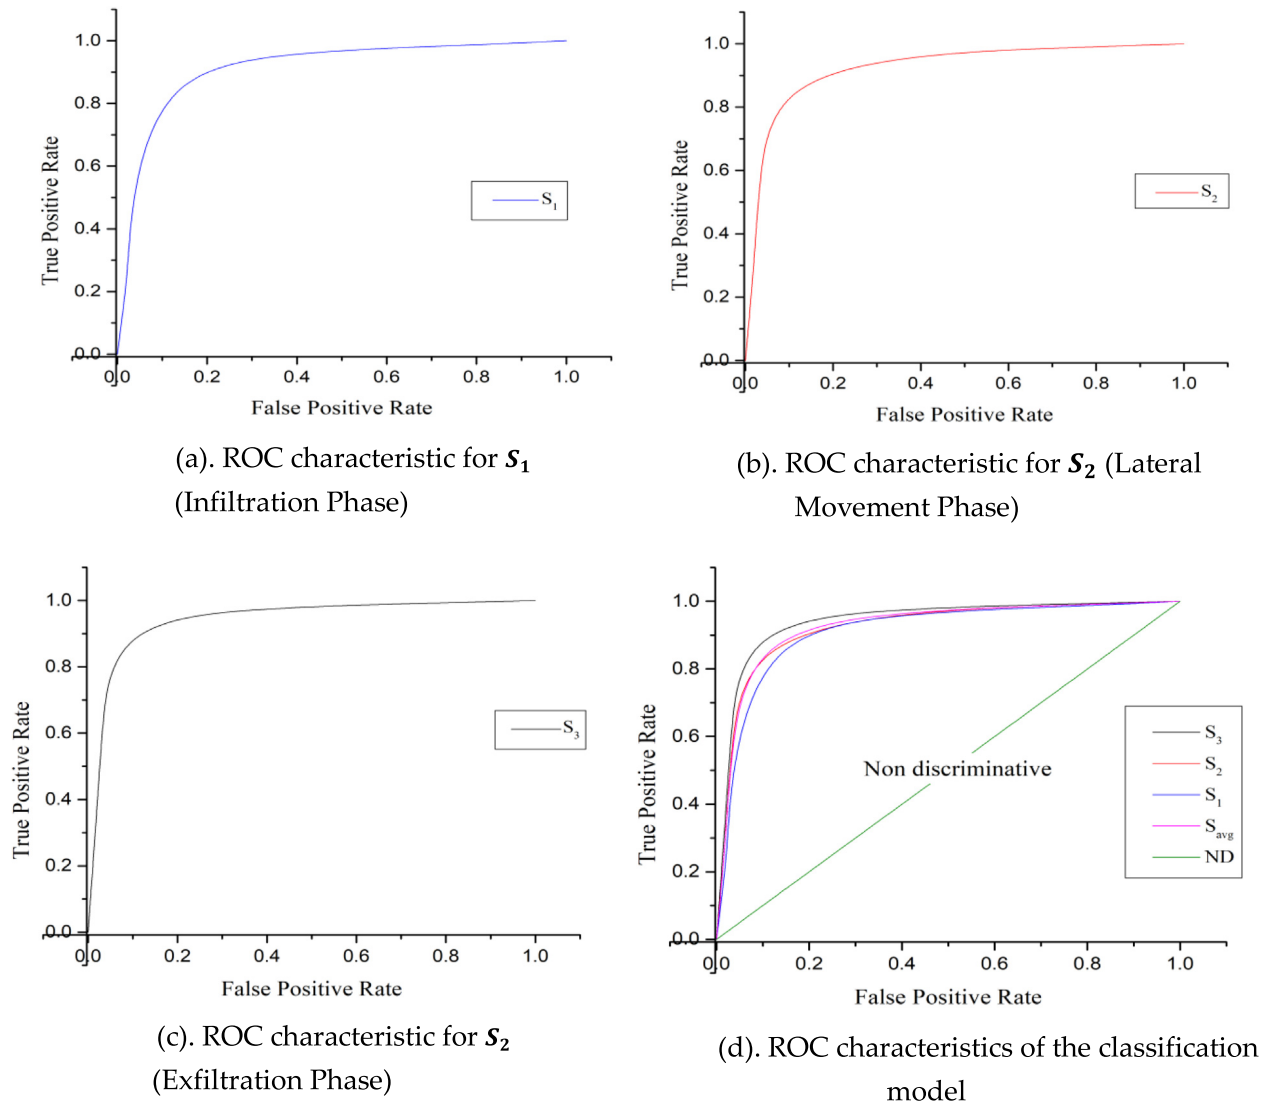 1.0
0.8
0.6
0.4
0.2
0.0
True Positive Rate
S1
0.0 0.2 0.4 0.6 0.8 1.0
False Positive Rate
(a). ROC characteristic for S1
(Infiltration Phase)
1.0
0.8
0.6
0.4
0.2
0.0
True Positive Rate
S2
0.0 0.2 0.4 0.6 0.8 1.0
False Positive Rate
(b). ROC characteristic for S2 (Lateral
Movement Phase)
1.0
0.8
0.6
0.4
0.2
0.0
True Positive Rate
S3
0.0 0.2 0.4 0.6 0.8 1.0
False Positive Rate
(c). ROC characteristic for S2
(Exfiltration Phase)
1.0
0.8
0.6
0.4
0.2
0.0
True Positive Rate
Non discriminative
S3
S2
S1
Savg
ND
0.0 0.2 0.4 0.6 0.8 1.0
False Positive Rate
(d). ROC characteristics of the classification
model